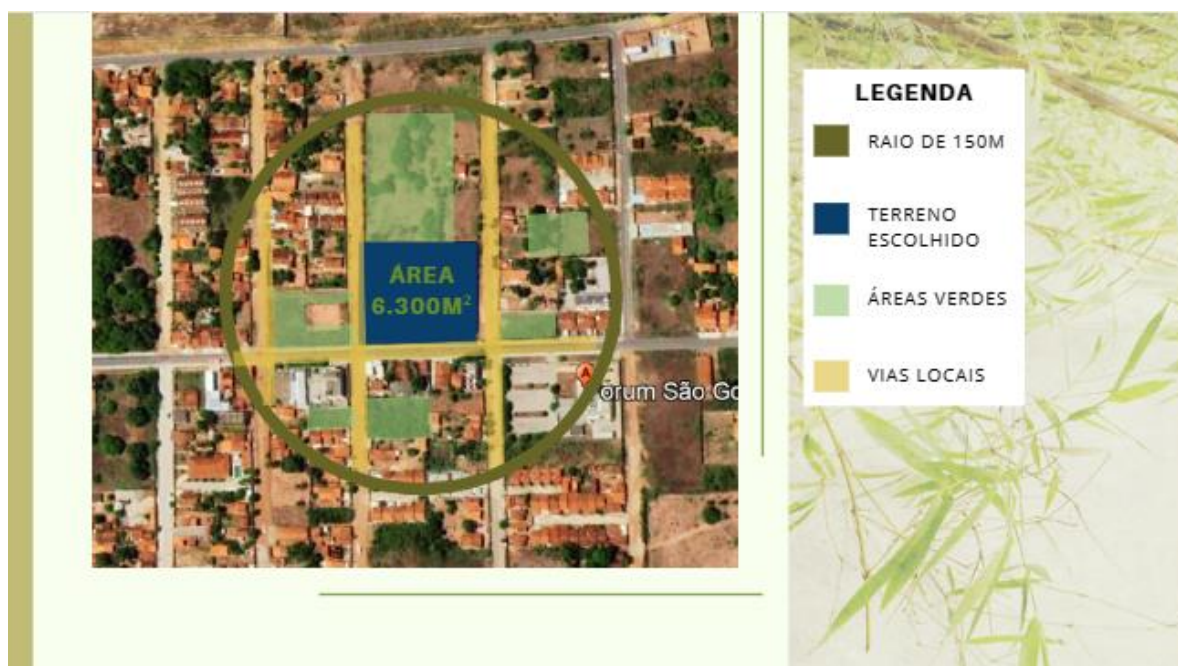 ÁREA
6.300M²
A
orum São Go
LEGENDA
RAIO DE 150M
TERRENO
ESCOLHIDO
ÁREAS VERDES
VIAS LOCAIS